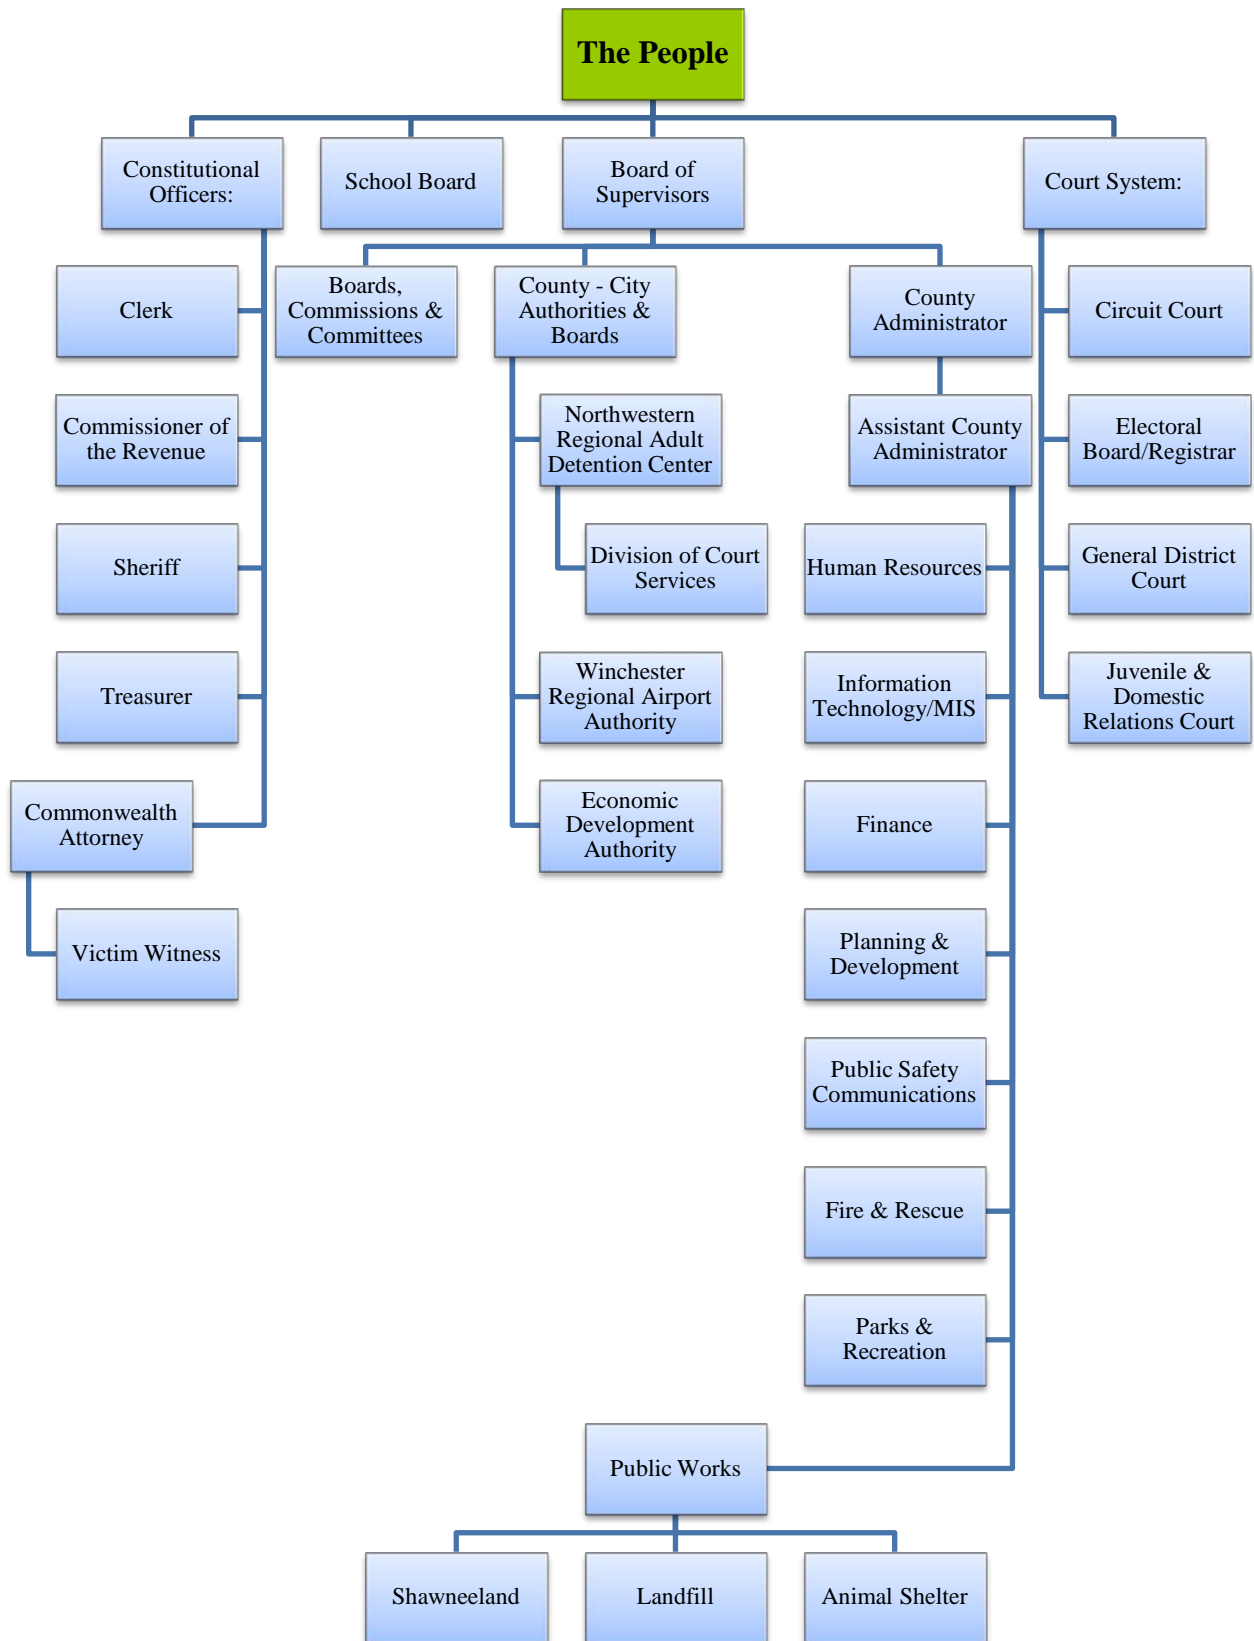 The People
Constitutional
Officers:
School Board
Board of
Supervisors
Court System:
Clerk
Boards,
Commissions &
Committees
County - City
Authorities &
Boards
County
Administrator
Circuit Court
Commissioner of
the Revenue
Northwestern
Regional Adult
Detention Center
Assistant County
Administrator
Electoral
Board/Registrar
Sheriff
Division of Court
Services
Human Resources
General District
Court
Treasurer
Winchester
Regional Airport
Authority
Information
Technology/MIS
Juvenile &
Domestic
Relations Court
Commonwealth
Attorney
Economic
Development
Authority
Finance
Victim Witness
Planning &
Development
Public Safety
Communications
Fire & Rescue
Parks &
Recreation
Public Works
Shawneeland
Landfill
Animal Shelter